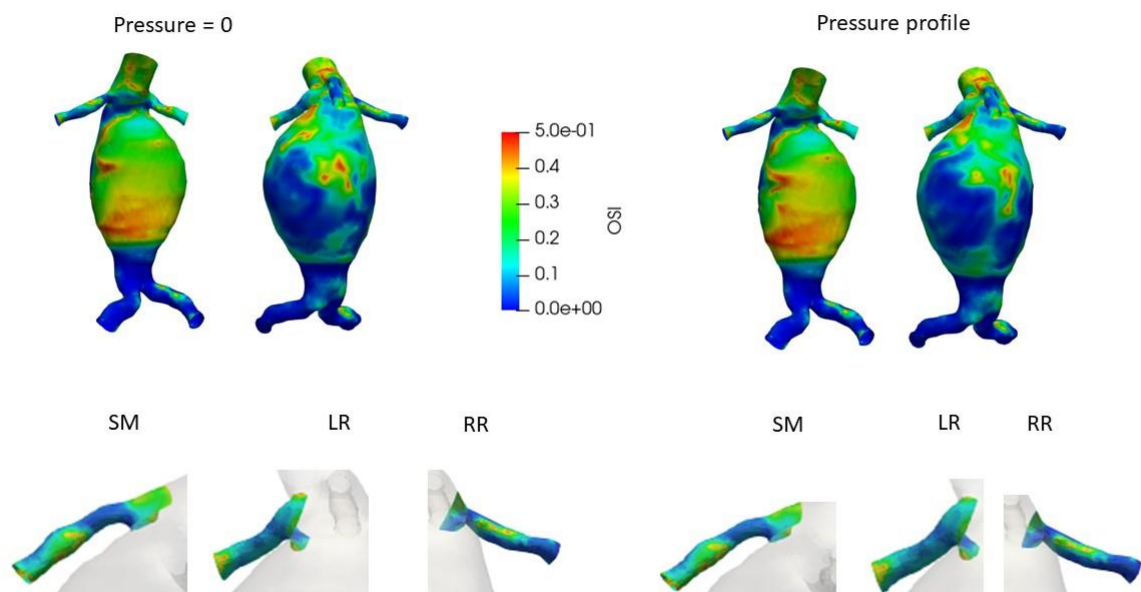 Pressure = 0
Pressure profile
5.0e-01
0.4
0.3
0.2
0.1
0.0e+00
OSI
SM
LR
RR
SM
LR
RR